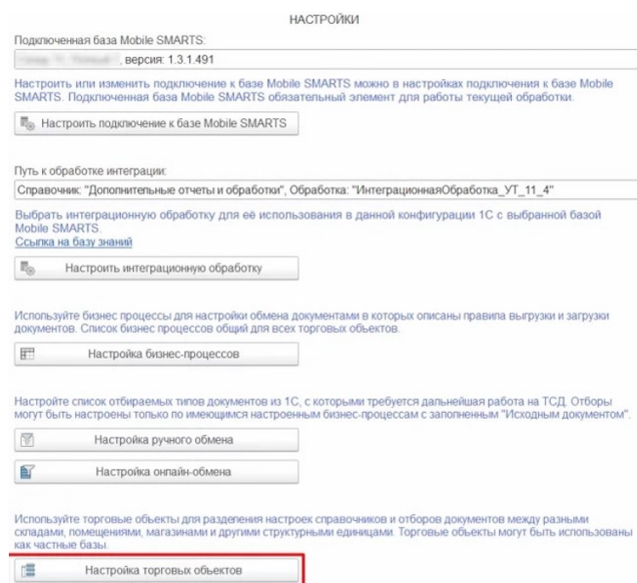 НАСТРОЙКИ
Подключенная база Mobile SMARTS:
, версия: 1.3.1.491
Настроить или изменить подключение к базе Mobile SMARTS можно в настройках подключения к базе Mobile
SMARTS. Подключенная база Mobile SMARTS обязательный элемент для работы текущей обработки.
Настроить подключение к базе Mobile SMARTS
Путь к обработке интеграции:
Справочник: "Дополнительные отчеты и обработки", Обработка: "ИнтеграционнаяОбработка_УТ_11_4"
Выбрать интеграционную обработку для её использования в данной конфигурации 1С с выбранной базой
Mobile SMARTS.
Ссылка на базу знаний
Настроить интеграционную обработку
Используйте бизнес процессы для настройки обмена документами в которых описаны правила выгрузки и загрузки
документов. Список бизнес процессов общий для всех торговых объектов.
Настройка бизнес-процессов
Настройте список отбираемых типов документов из 1С, с которыми требуется дальнейшая работа на ТСД. Отборы
могут быть настроены только по имеющимся настроенным бизнес-процессам с заполненным "Исходным документом".
Настройка ручного обмена
Настройка онлайн-обмена
Используйте торговые объекты для разделения настроек справочников и отборов документов между разными
складами, помещениями, магазинами и другими структурными единицами. Торговые объекты могут быть использованы
как частные базы.
Настройка торговых объектов